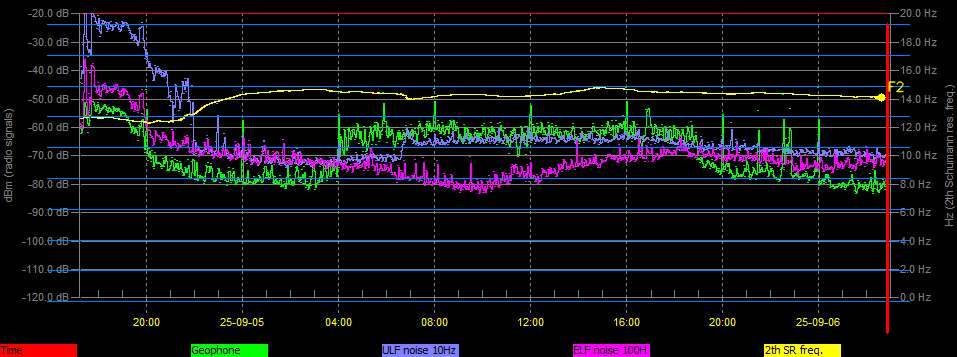 -20.0 dB 20.0 Hz
-30.0 dB 18.0 Hz
-40.0 dB 16.0 Hz
F2
-50.0 dB 14.0 Hz
-60.0 dB 12.0 Hz
-70.0 dB 10.0 Hz
-80.0 dB 8.0 Hz
-90.0 dB 6.0 Hz
-100.0 dB 4.0 Hz
-110.0 dB 2.0 Hz
-120.0 dB 0.0 Hz
dBm (radio signals)
Hz (2th Schumann res. freq.)
20:00 25-09-05 04:00 08:00 12:00 16:00 20:00 25-09-06
Time Geophone ULF noise 10Hz ELF noise 100H 2th SR freq.